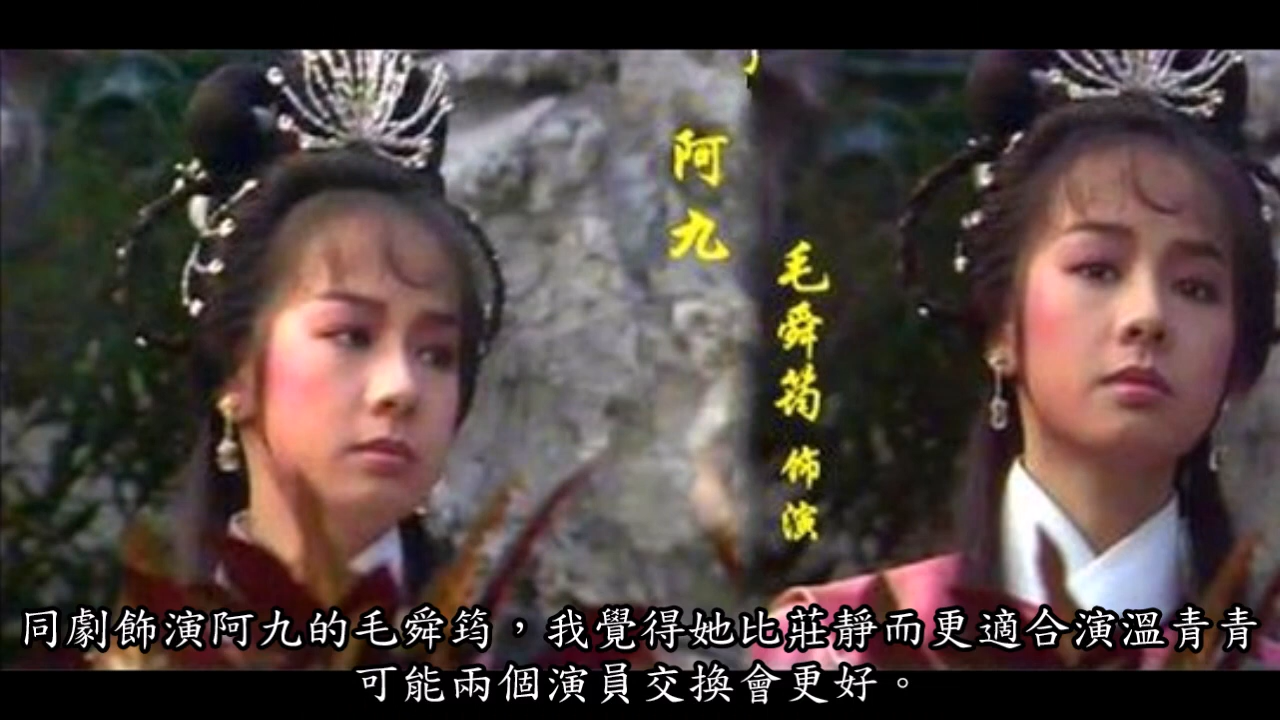 阿九
毛舜筠 飾演
同劇飾演阿九的毛舜筠，我覺得她比莊靜而更適合演溫青青
可能兩個演員交換會更好。